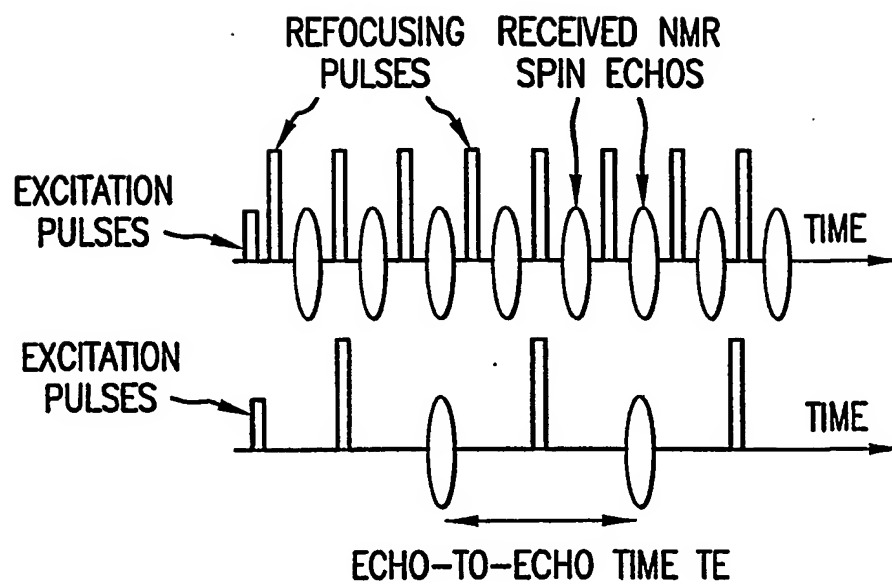 REFOCUSING
PULSES
RECEIVED NMR
SPIN ECHOS
EXCITATION
PULSES
TIME
EXCITATION
PULSES
TIME
ECHO-TO-ECHO TIME TE